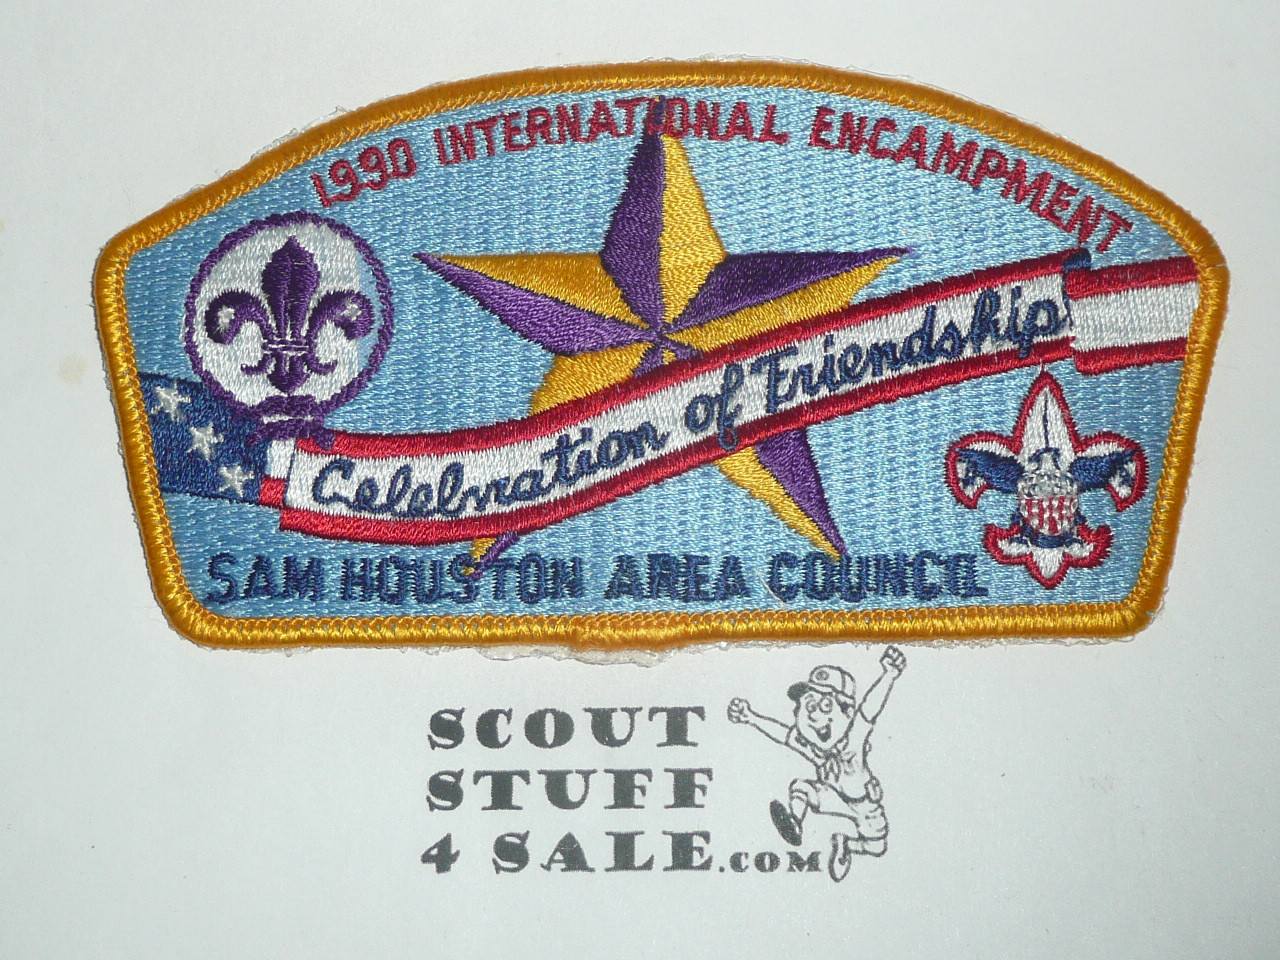 1990 INTERNATIONAL ENCAMPMENT
Celebration of Friendship
SAM HOUSTON AREA COUNCIL
SCOUT
STUFF
4 SALE.COM